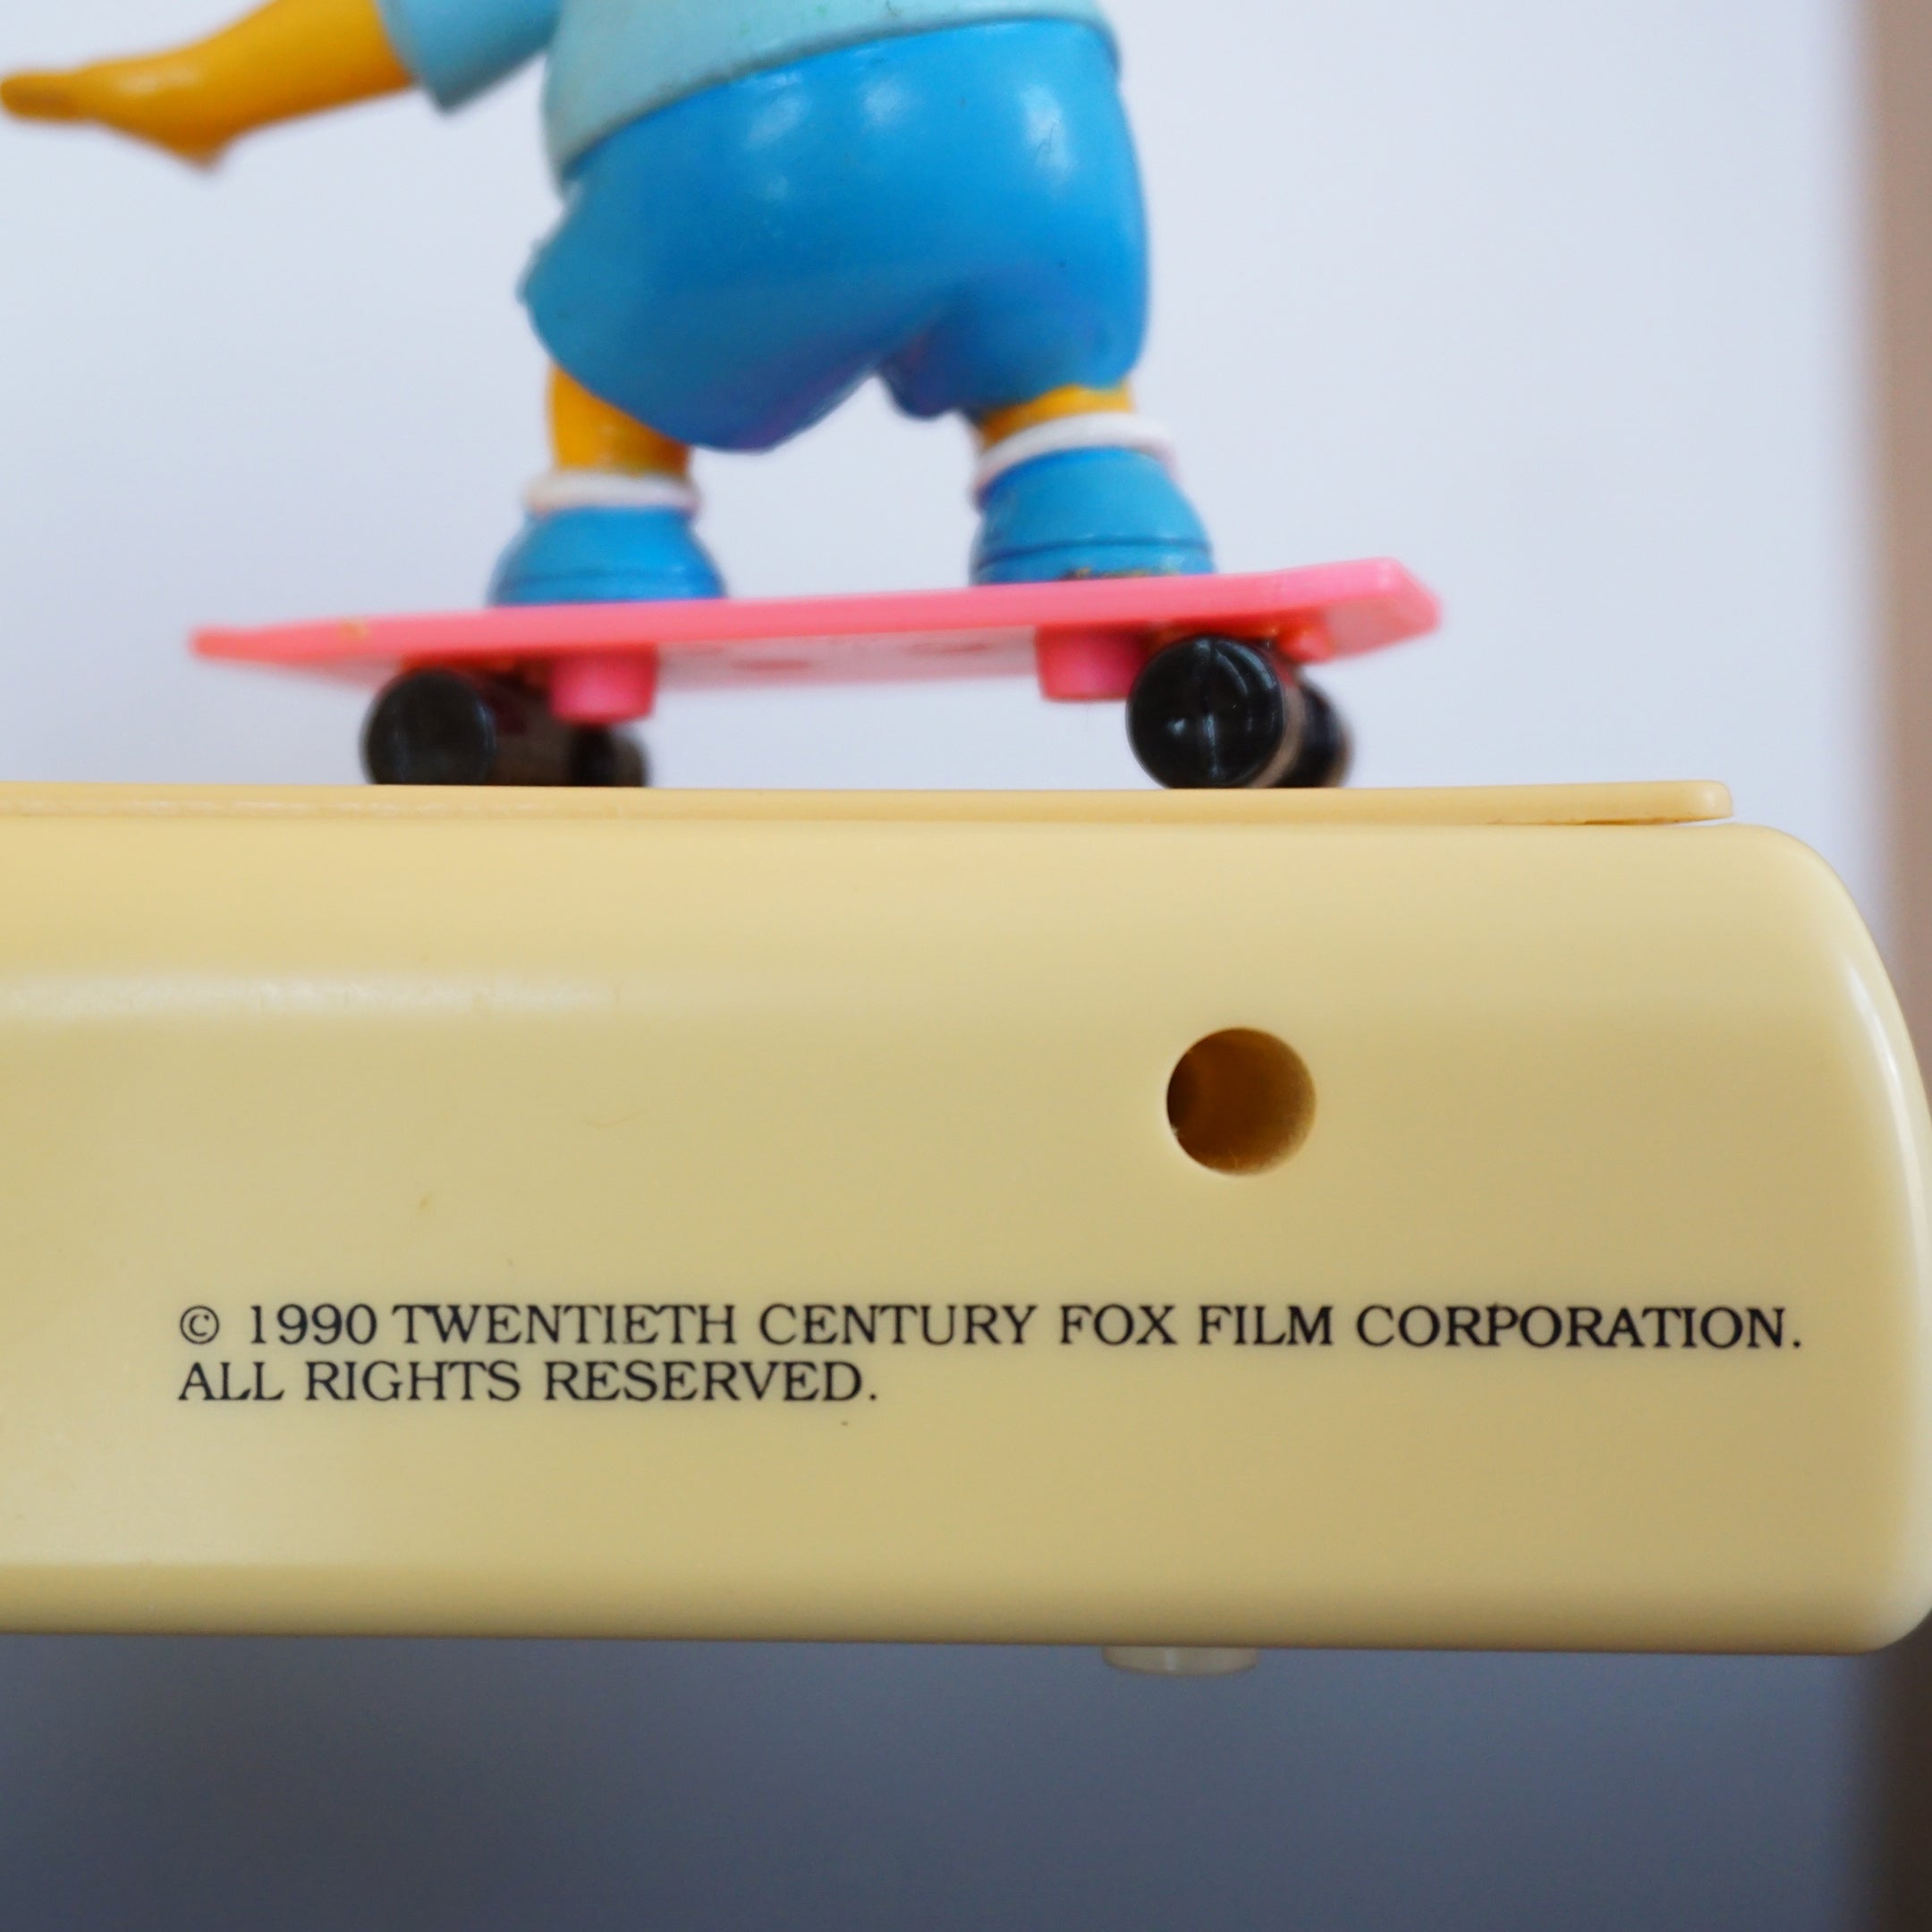 © 1990 TWENTIETH CENTURY FOX FILM CORPORATION.
ALL RIGHTS RESERVED.